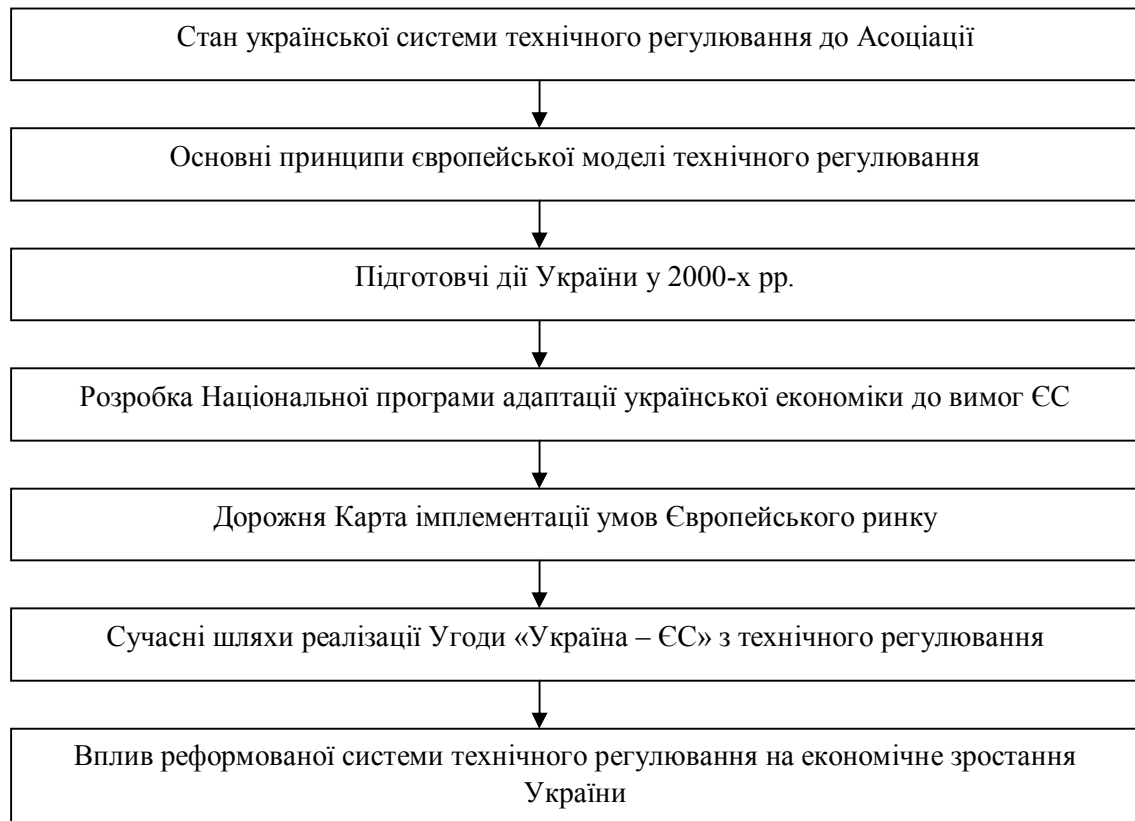 Стан української системи технічного регулювання до Асоціації
Основні принципи європейської моделі технічного регулювання
Підготовчі дії України у 2000-х рр.
Розробка Національної програми адаптації української економіки до вимог ЄС
Дорожня Карта імплементації умов Європейського ринку
Сучасні шляхи реалізації Угоди «Україна – ЄС» з технічного регулювання
Вплив реформованої системи технічного регулювання на економічне зростання
України